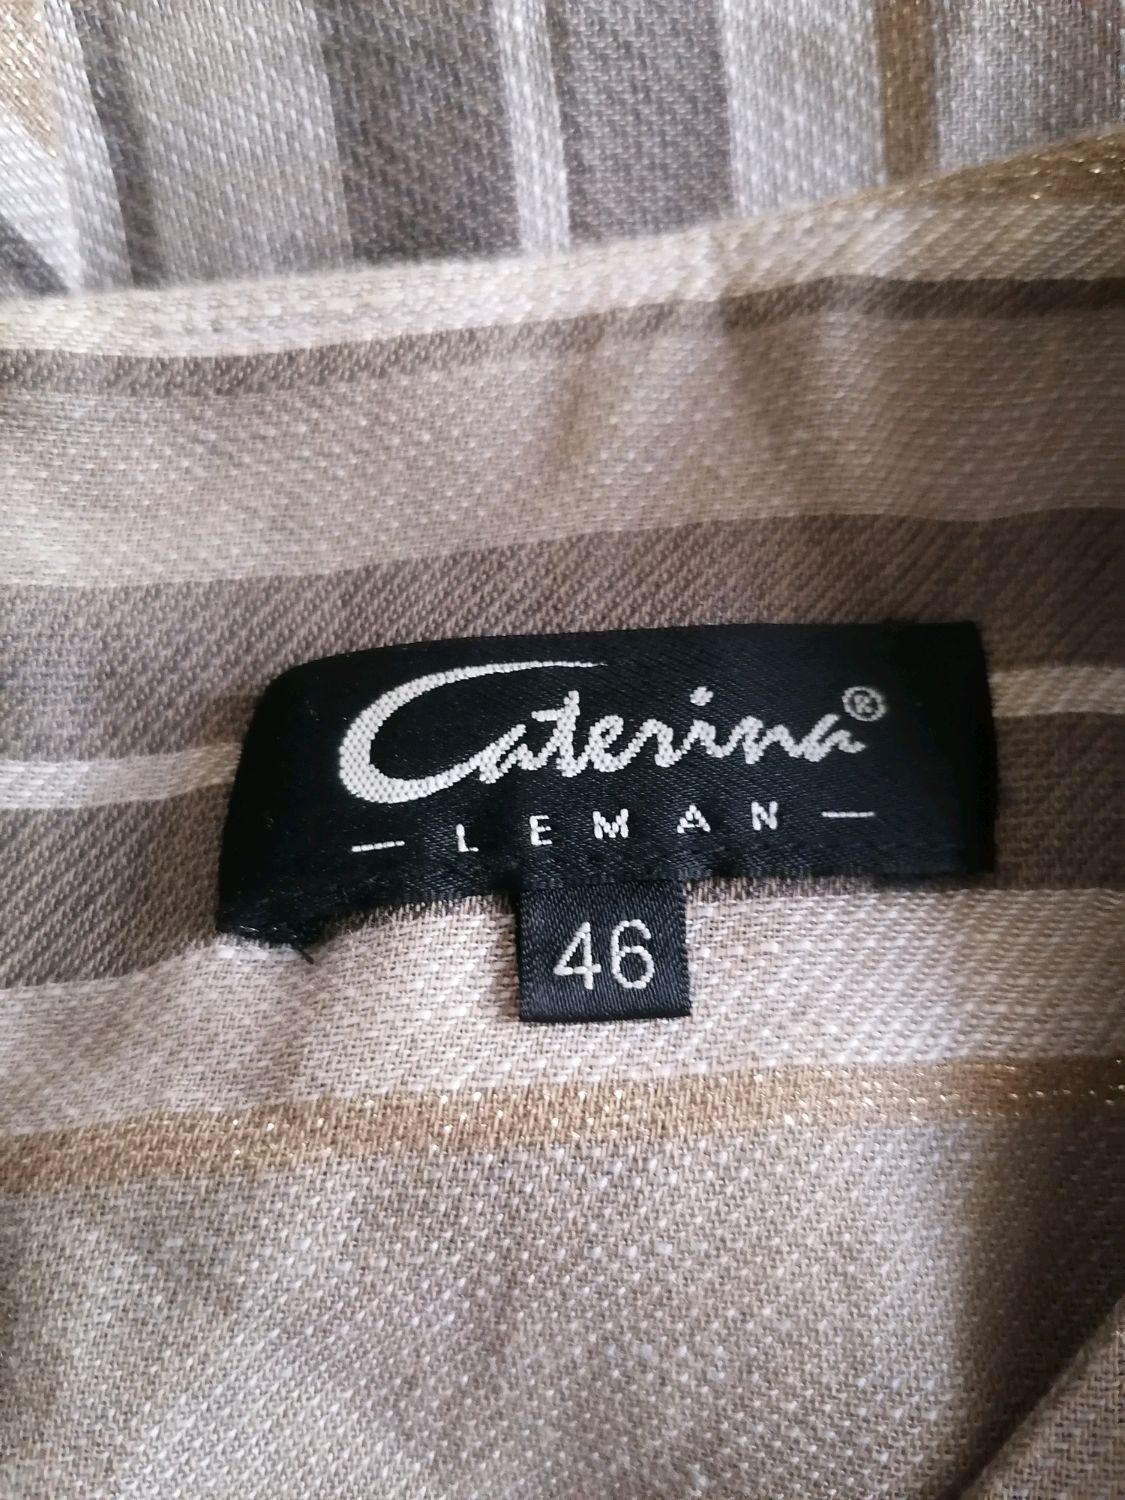 Caterina®
— LEMAN —
46